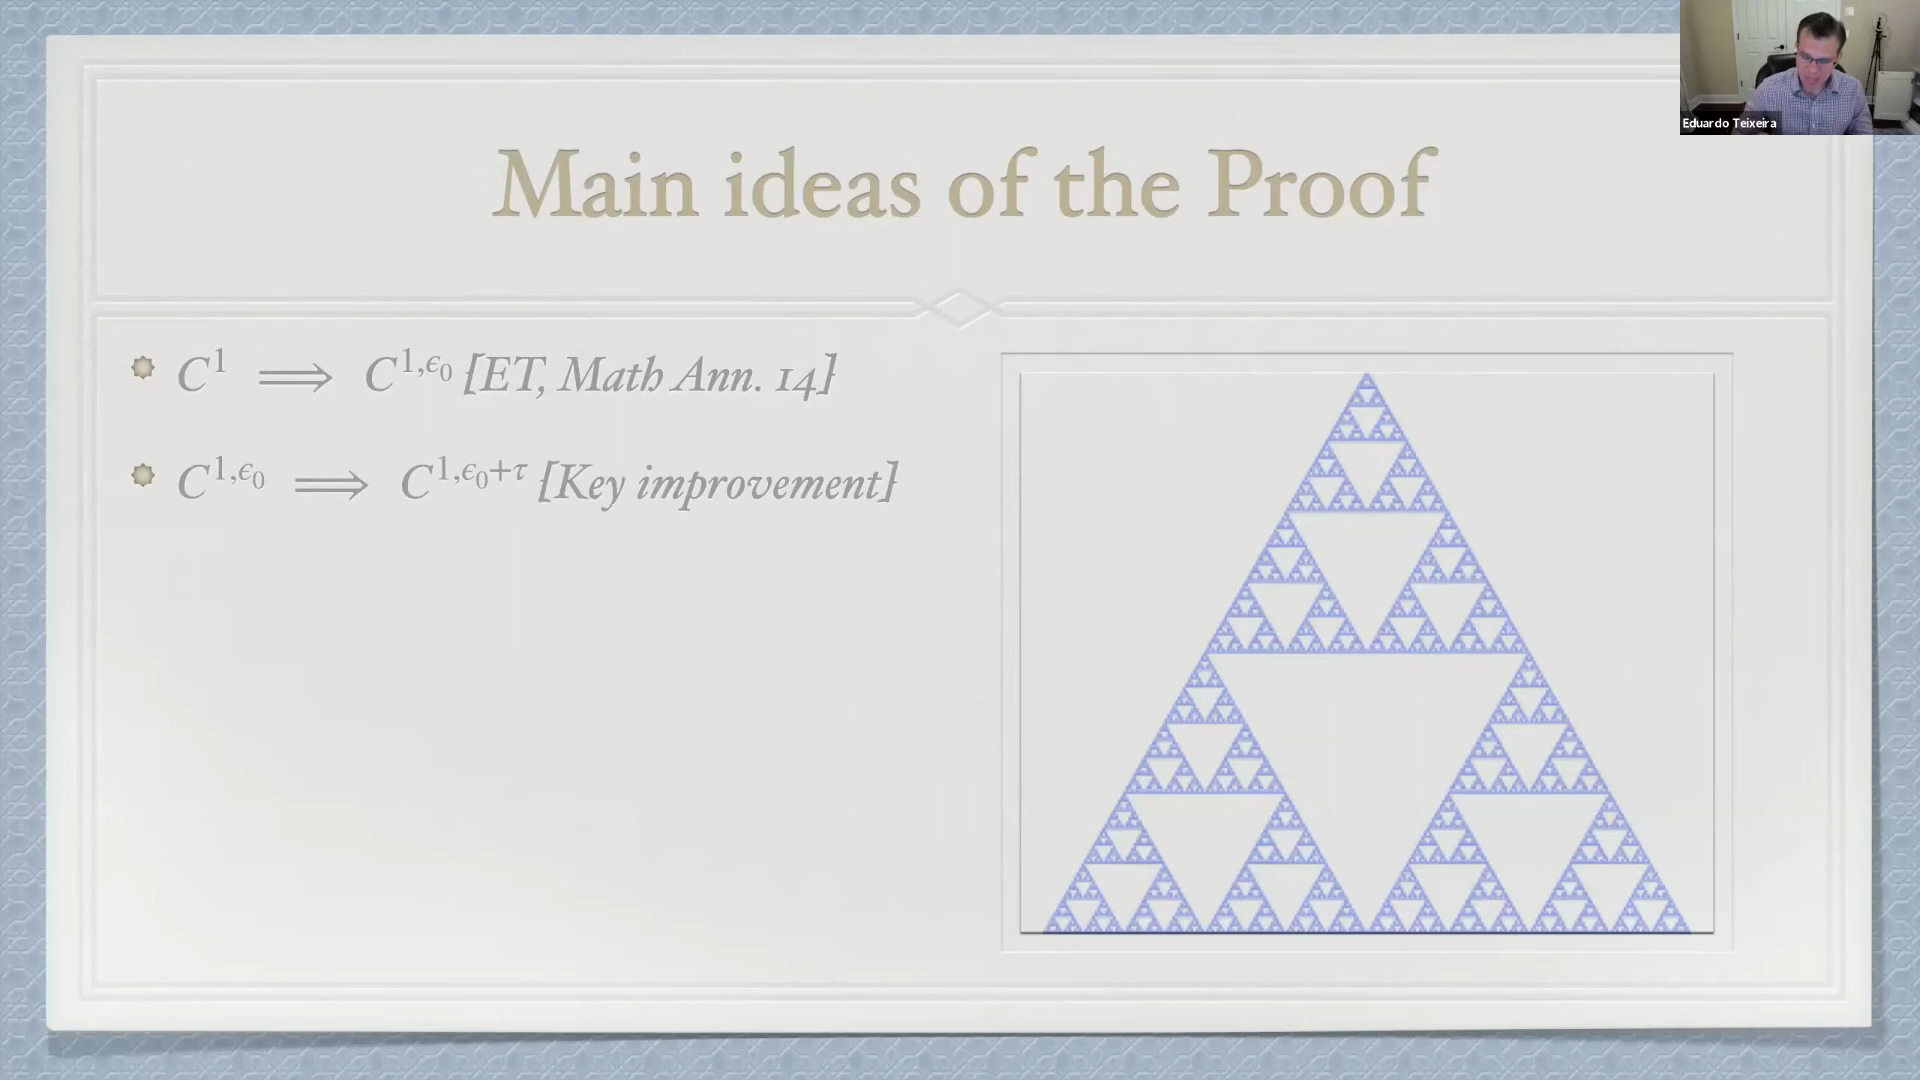 Eduardo Teixeira
Main ideas of the Proof
C^1 ⟹ C^{1,ϵ_0} [ET, Math Ann. 14]
C^{1,ϵ_0} ⟹ C^{1,ϵ_0+τ} [Key improvement]